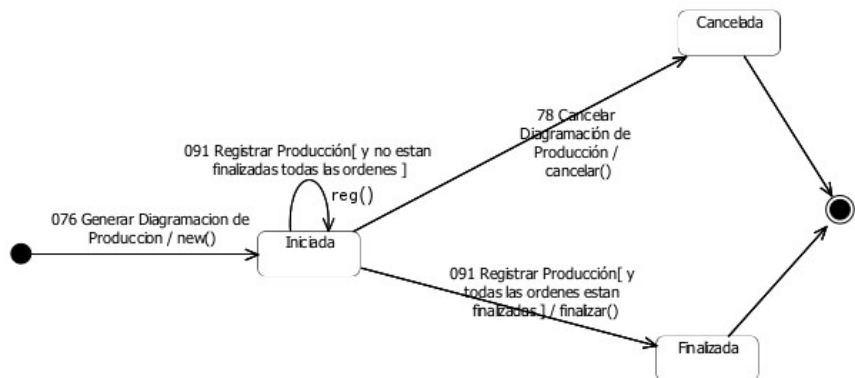 Cancelada
78 Cancelar
Diagramación de
Producción /
cancelar()
091 Registrar Producción[ y no estan
finalizadas todas las ordenes ]
reg()
076 Generar Diagramacion de
Produccion / new()
Iniciada
091 Registrar Producción[ y
todas las ordenes estan
finalizadas ] / finalizar()
Finalizada